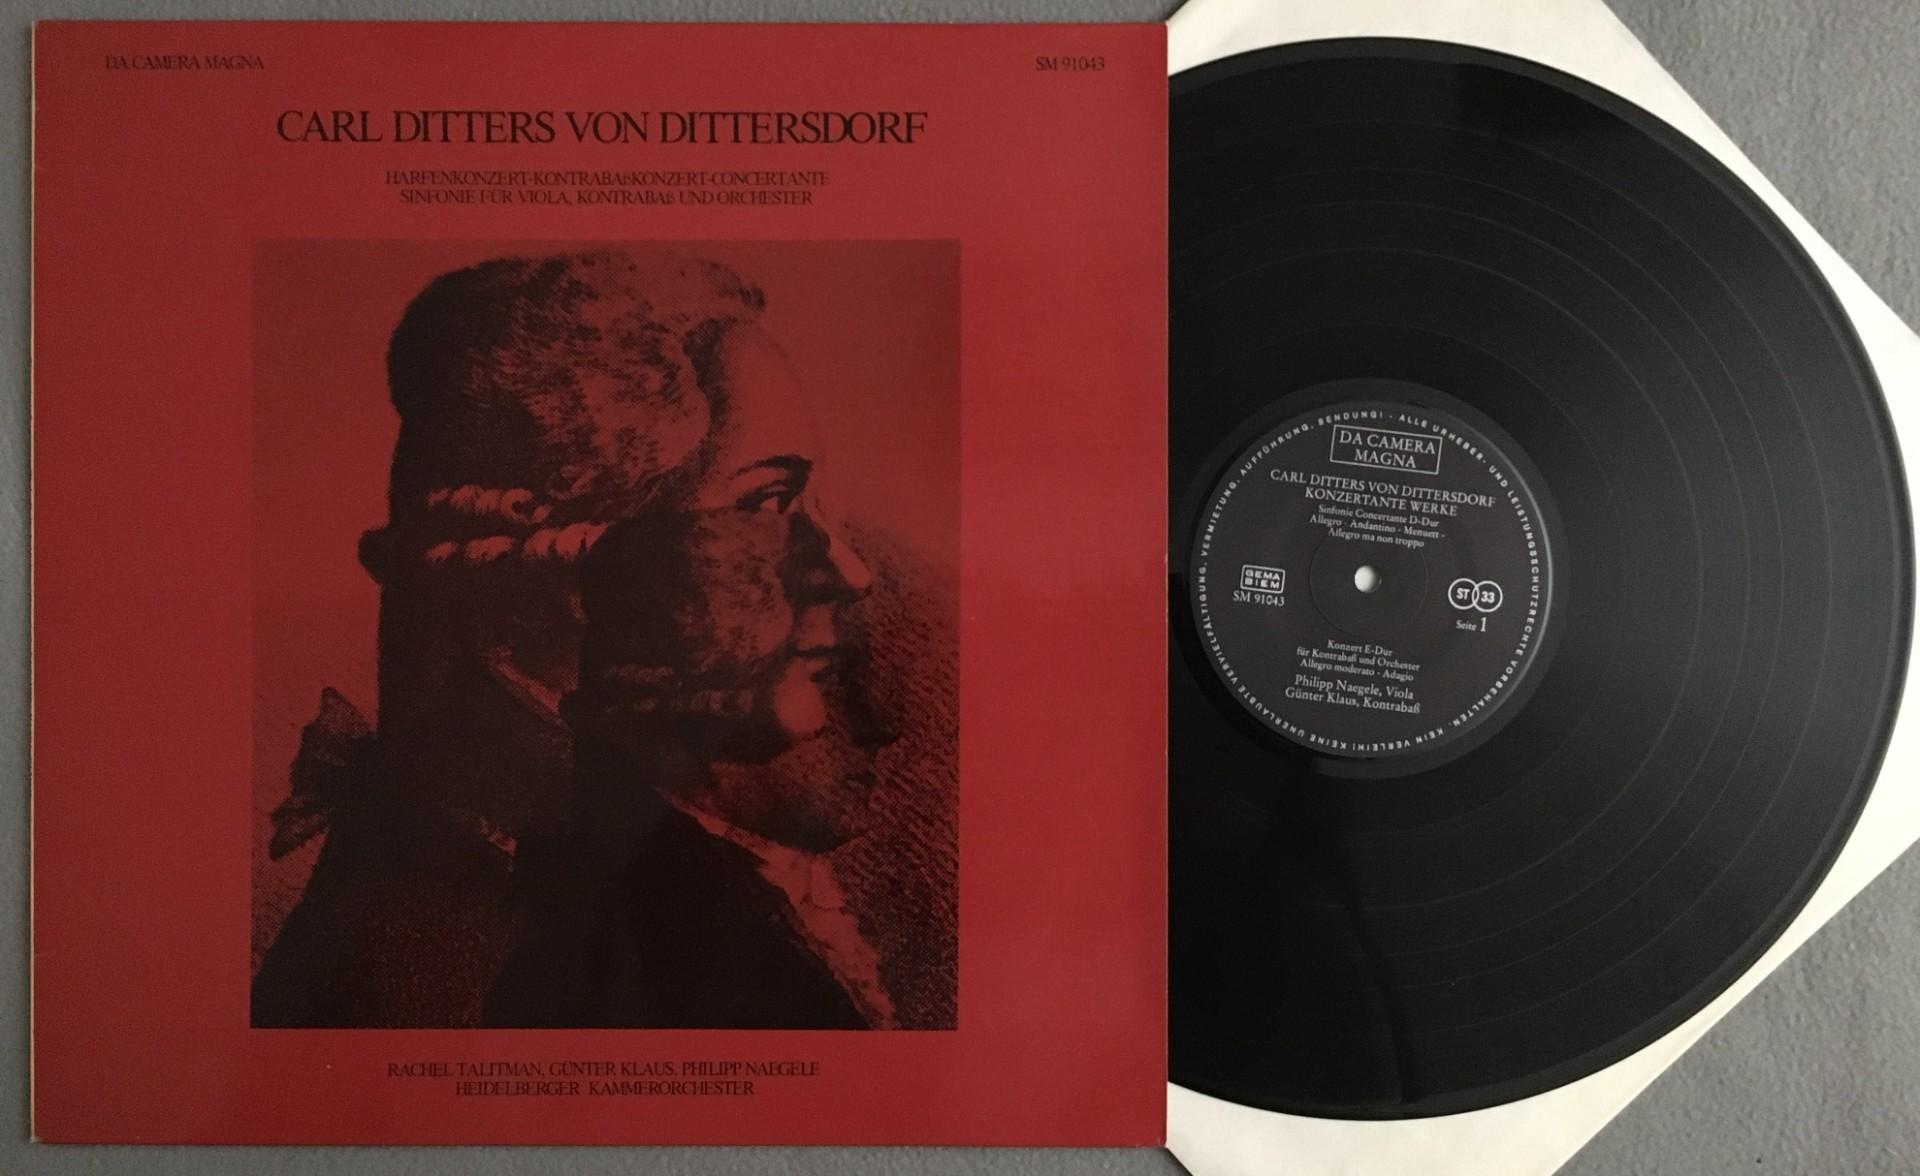 DA CAMERA MAGNA
SM 91043
CARL DITTERS VON DITTERSDORF
HARFENKONZERT-KONTRABAßKONZERT-CONCERTANTE
SINFONIE FÜR VIOLA, KONTRABAß UND ORCHESTER
RACHEL TALITMAN, GÜNTER KLAUS, PHILIPP NAEGELE
HEIDELBERGER KAMMERORCHESTER
ALLE URHEBER- UND LEISTUNGSSCHUTZRECHTE VORBEHALTEN. KEIN VERLEIH! KEINE UNERLAUBTE VERVIELFÄLTIGUNG, VERMIETUNG, AUFFÜHRUNG, SENDUNG! -
DA CAMERA
MAGNA
CARL DITTERS VON DITTERSDORF
KONZERTANTE WERKE
Sinfonie Concertante D-Dur
Allegro - Andantino - Menuett -
Allegro ma non troppo
GEMA
BIEM
SM 91043
ST 33
Seite 1
Konzert E-Dur
für Kontrabaß und Orchester
Allegro moderato - Adagio
Philipp Naegele, Viola
Günter Klaus, Kontrabaß